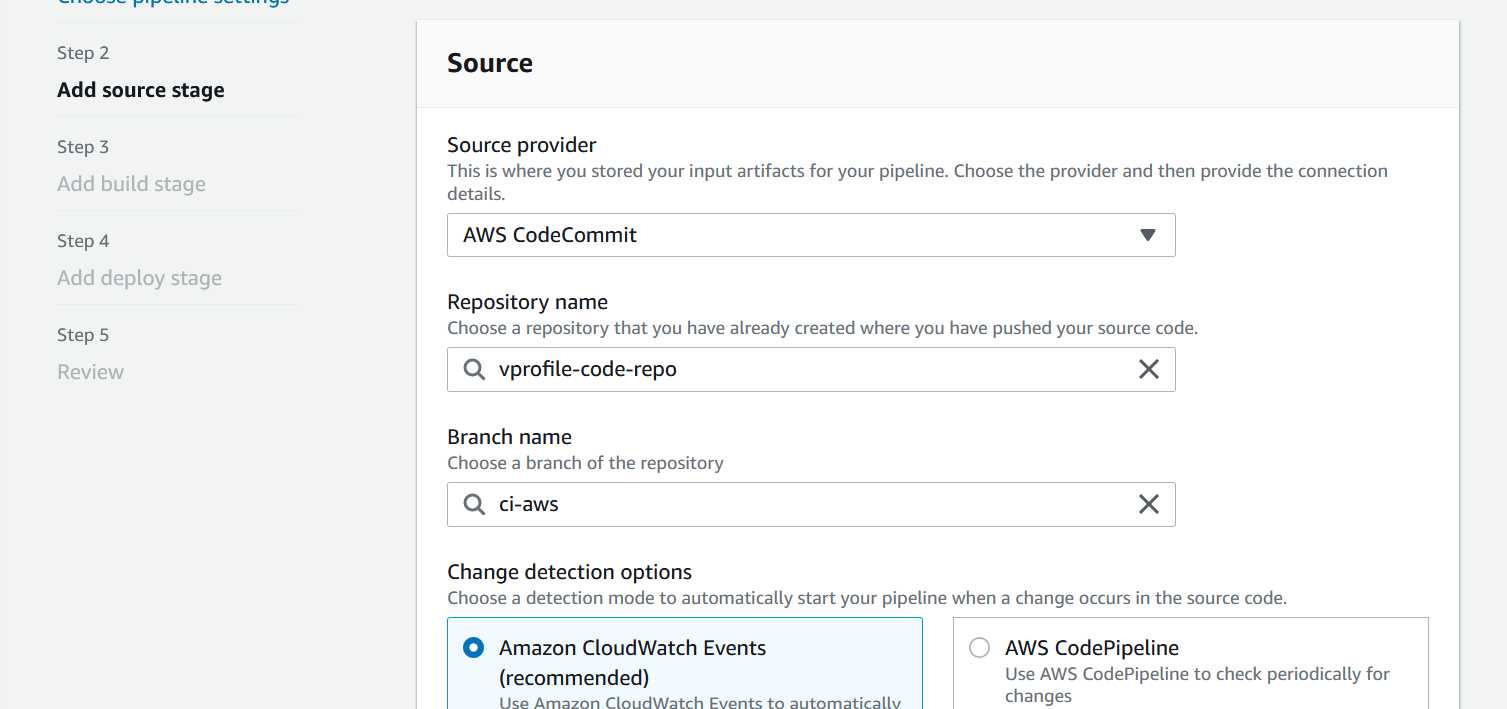 Choose pipeline settings
Step 2
Add source stage
Step 3
Add build stage
Step 4
Add deploy stage
Step 5
Review
Source
Source provider
This is where you stored your input artifacts for your pipeline. Choose the provider and then provide the connection
details.
AWS CodeCommit
Repository name
Choose a repository that you have already created where you have pushed your source code.
vprofile-code-repo
Branch name
Choose a branch of the repository
ci-aws
Change detection options
Choose a detection mode to automatically start your pipeline when a change occurs in the source code.
Amazon CloudWatch Events
(recommended)
Use Amazon CloudWatch Events to automatically
AWS CodePipeline
Use AWS CodePipeline to check periodically for
changes